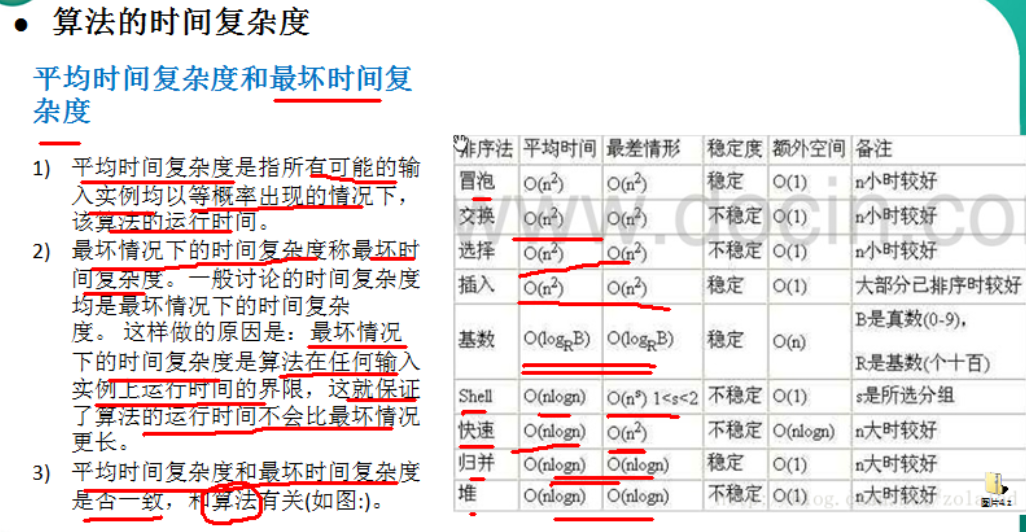 ● 算法的时间复杂度
平均时间复杂度和最坏时间复
杂度
1) 平均时间复杂度是指所有可能的输
入实例均以等概率出现的情况下，
该算法的运行时间。
2) 最坏情况下的时间复杂度称最坏时
间复杂度。一般讨论的时间复杂度
均是最坏情况下的时间复杂
度。 这样做的原因是：最坏情况
下的时间复杂度是算法在任何输入
实例上运行时间的界限，这就保证
了算法的运行时间不会比最坏情况
更长。
3) 平均时间复杂度和最坏时间复杂度
是否一致，和算法有关(如图:)。
排序法 平均时间 最差情形 稳定度 额外空间 备注
冒泡 O(n²) O(n²) 稳定 O(1) n小时较好
交换 O(n²) O(n²) 不稳定 O(1) n小时较好
选择 O(n²) O(n²) 不稳定 O(1) n小时较好
插入 O(n²) O(n²) 稳定 O(1) 大部分已排序时较好
基数 O(logRB) O(logRB) 稳定 O(n) B是真数(0-9)，
R是基数(个十百)
Shell O(nlogn) O(nˢ) 1<s<2 不稳定 O(1) s是所选分组
快速 O(nlogn) O(n²) 不稳定 O(nlogn) n大时较好
归并 O(nlogn) O(nlogn) 稳定 O(1) n大时较好
堆 O(nlogn) O(nlogn) 不稳定 O(1) n大时较好
www.docin.co